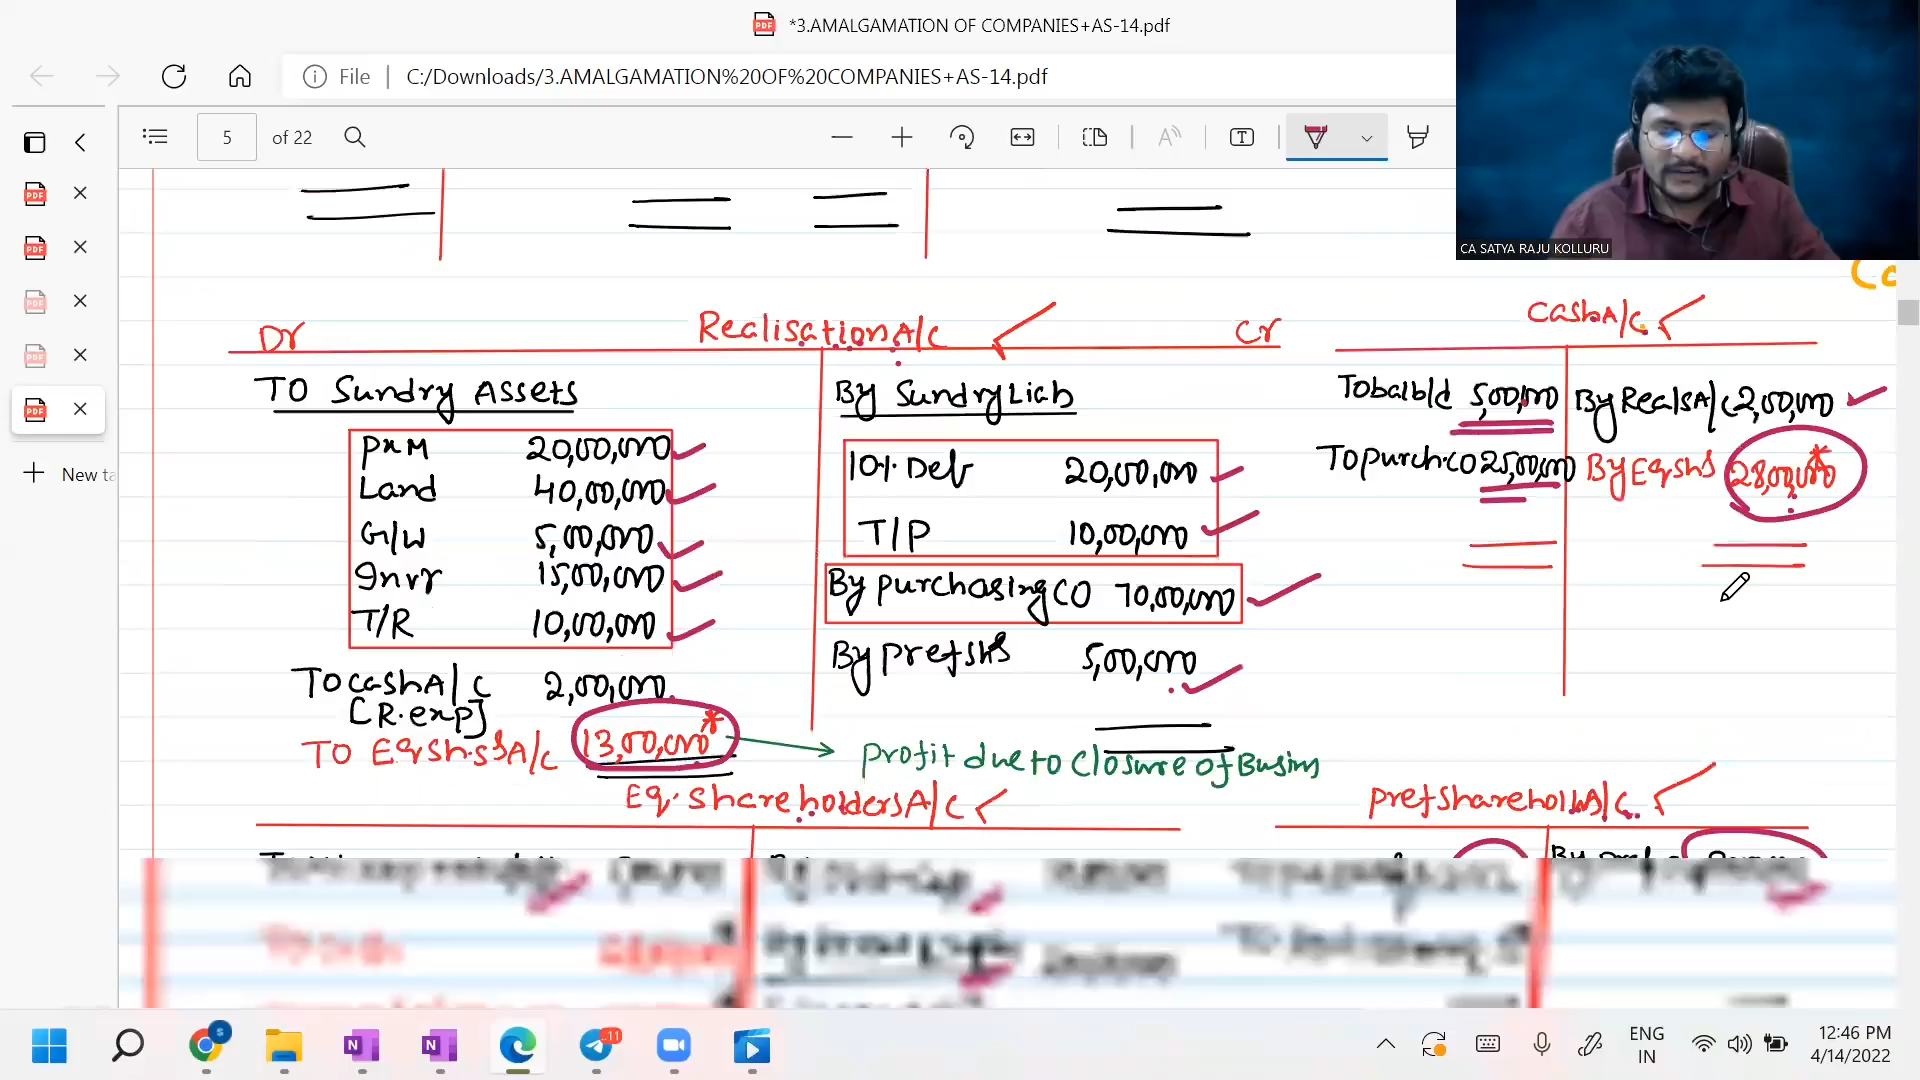 *3.AMALGAMATION OF COMPANIES+AS-14.pdf
File
C:/Downloads/3.AMALGAMATION%20OF%20COMPANIES+AS-14.pdf
5 of 22
CA SATYA RAJU KOLLURU
New ta
Dr Realisation A/C Cr
To Sundry Assets
P&M 20,00,000
Land 40,00,000
G/W 5,00,000
Invr 15,00,000
T/R 10,00,000
To Cash A/C 2,00,000
[R.exp]
To Eq.sh.s A/C 13,00,000*
By Sundry Liab
10% Deb 20,00,000
T/P 10,00,000
By purchasing CO 70,00,000
By Pref shs 5,00,000
profit due to closure of Busin
Cash A/C
To bal b/d 5,00,000 By Reals A/C 2,00,000
To purch.CO 25,00,000 By Eq shs 28,00,000*
Eq. Shareholders A/C
pref shareholds A/C
ENG
IN
12:46 PM
4/14/2022